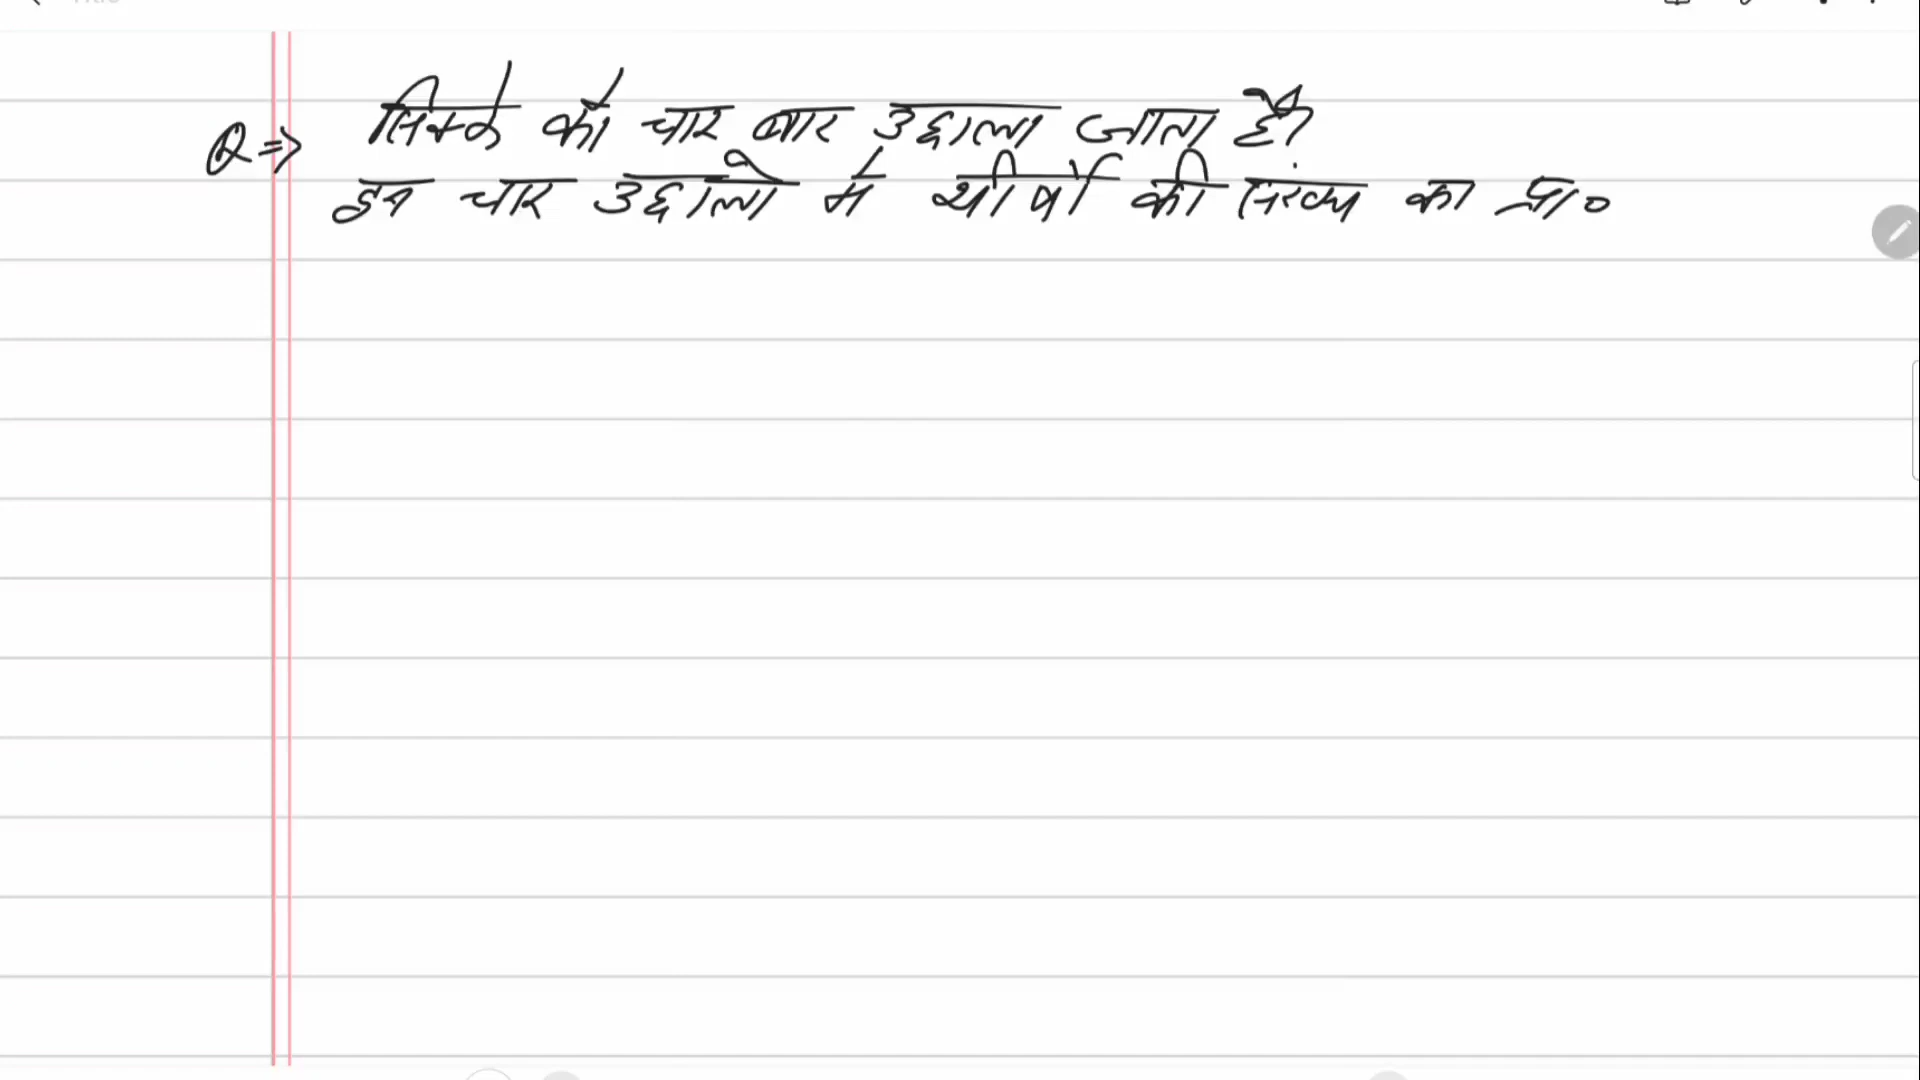 Q⇒ सिक्के को चार बार उछाला जाता है।
इन चार उछालो में शीर्षो की संख्या का प्रा०